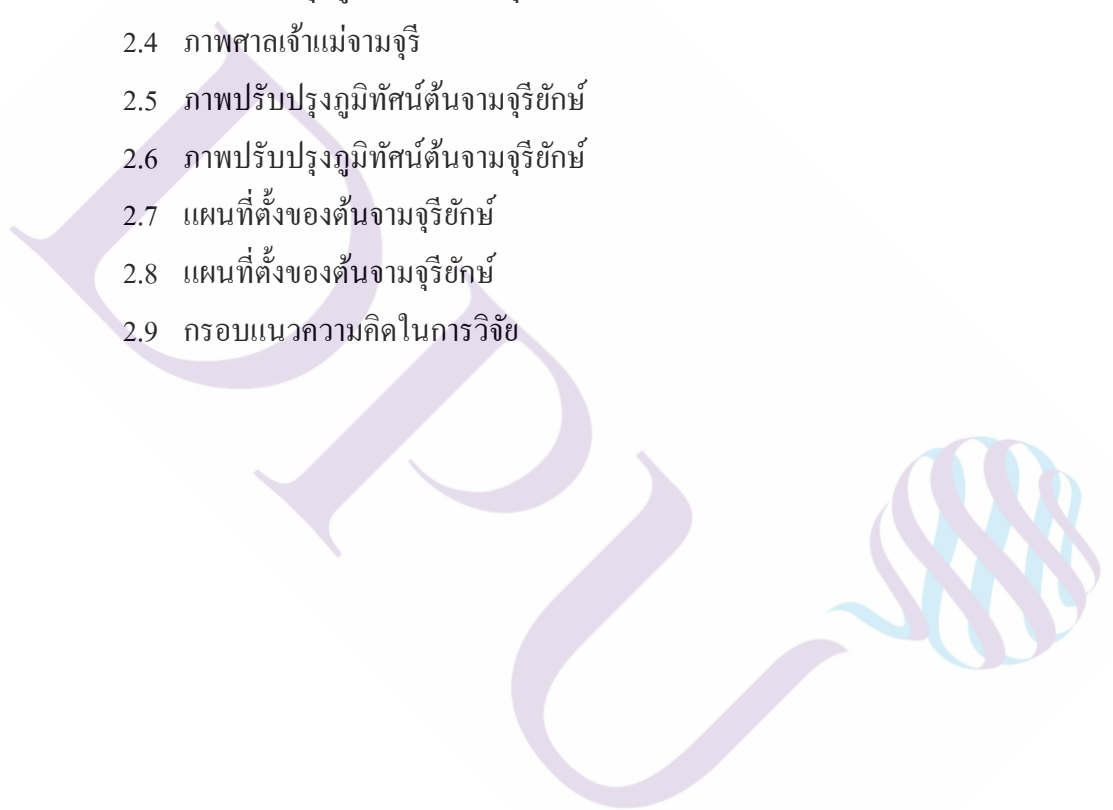 2.4 ภาพศาลเจ้าแม่จามจุรี
2.5 ภาพปรับปรุงภูมิทัศน์ต้นจามจุรียักษ์
2.6 ภาพปรับปรุงภูมิทัศน์ต้นจามจุรียักษ์
2.7 แผนที่ตั้งของต้นจามจุรียักษ์
2.8 แผนที่ตั้งของต้นจามจุรียักษ์
2.9 กรอบแนวความคิดในการวิจัย
DPU